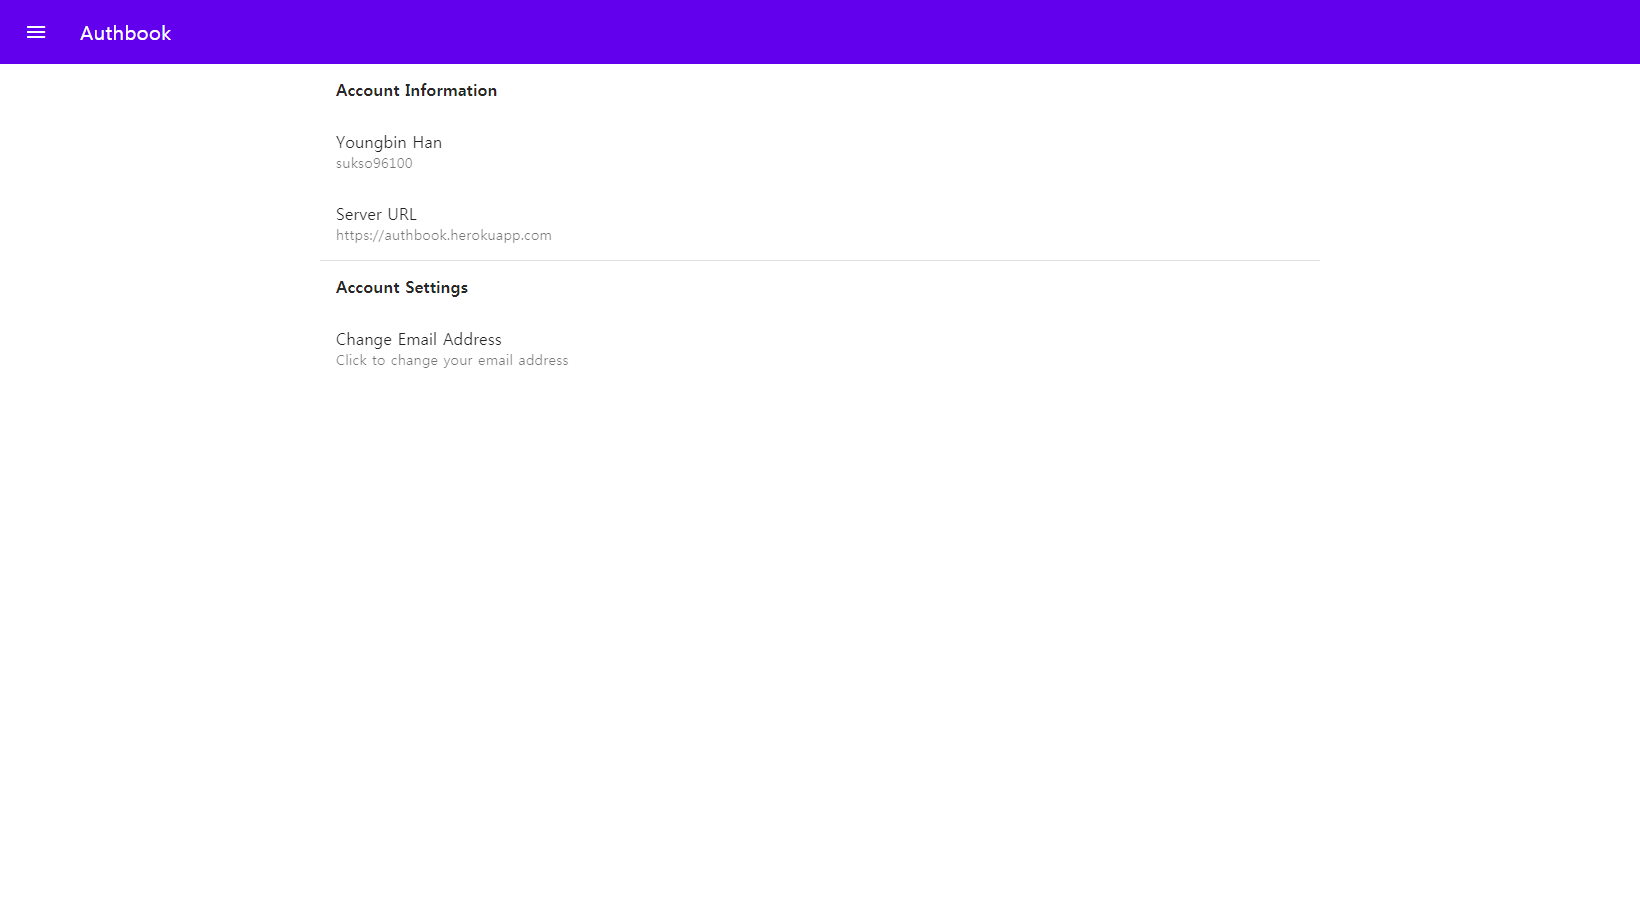 Authbook
Account Information
Youngbin Han
sukso96100
Server URL
https://authbook.herokuapp.com
Account Settings
Change Email Address
Click to change your email address